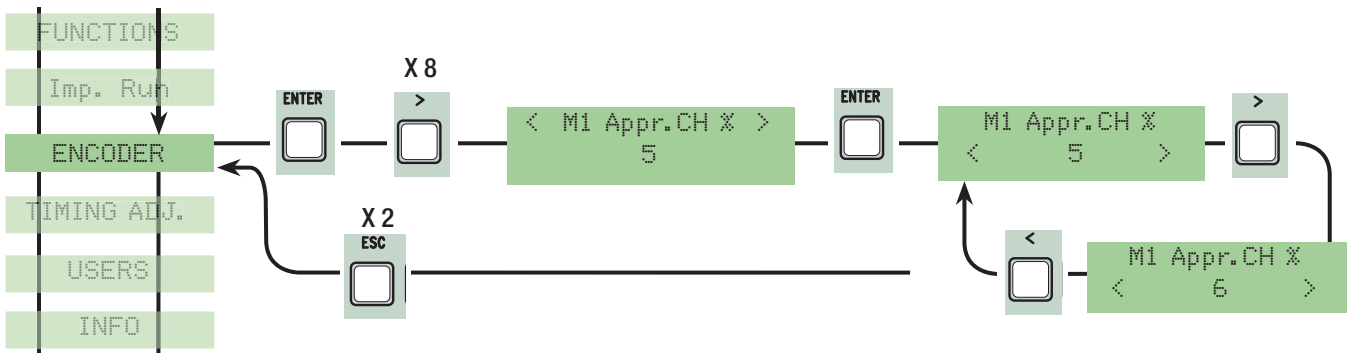 FUNCTIONS
Imp. Run
ENCODER
TIMING ADJ.
USERS
INFO
ENTER
X 8
>
< M1 Appr.CH % >
5
ENTER
M1 Appr.CH %
< 5 >
>
<
M1 Appr.CH %
< 6 >
X 2
ESC